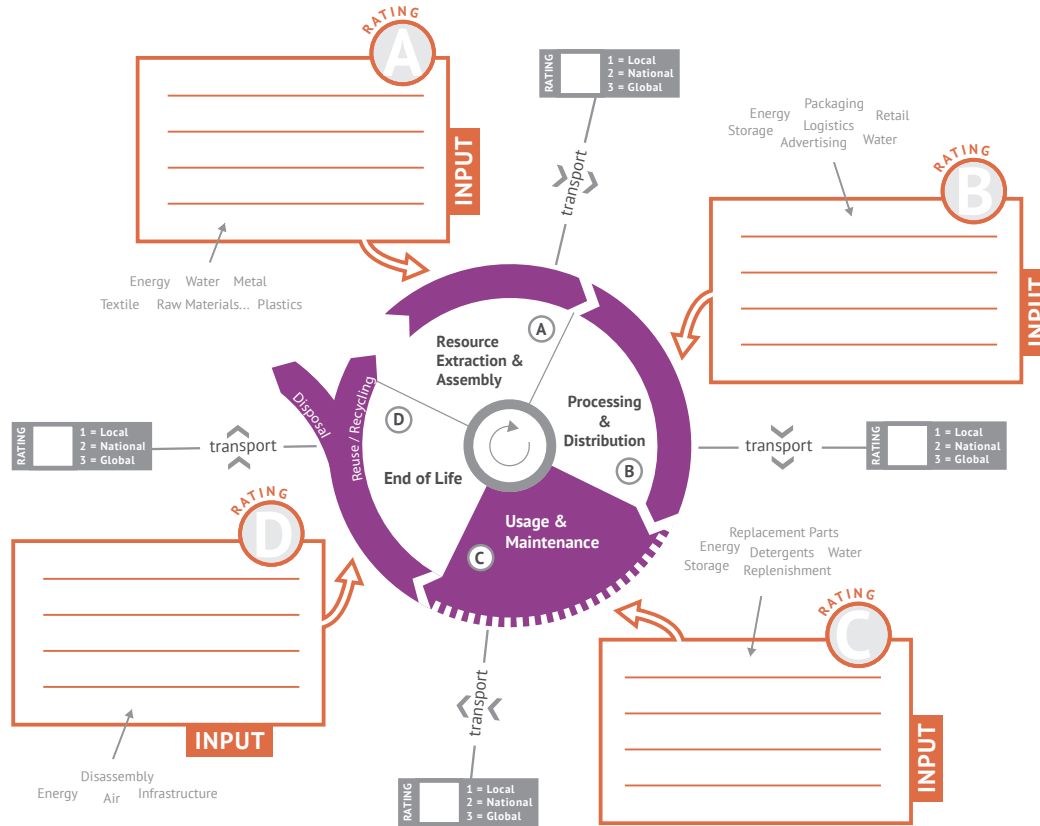 RATING
A
INPUT
Energy Water Metal
Textile Raw Materials... Plastics
RATING
1 = Local
2 = National
3 = Global
transport
Packaging
Energy Retail
Logistics
Storage
Advertising Water
RATING
B
INPUT
A
Resource
Extraction &
Assembly
Processing
&
Distribution
B
Usage &
Maintenance
C
End of Life
D
Disposal
Reuse / Recycling
RATING
1 = Local
2 = National
3 = Global
transport
transport
RATING
1 = Local
2 = National
3 = Global
RATING
D
INPUT
Disassembly
Energy Air Infrastructure
transport
RATING
1 = Local
2 = National
3 = Global
Replacement Parts
Energy
Detergents Water
Storage
Replenishment
RATING
C
INPUT